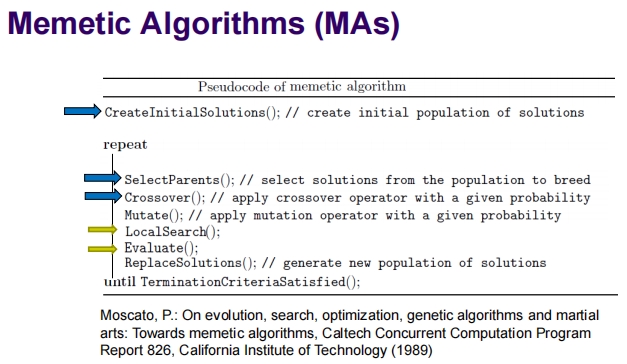 Memetic Algorithms (MAs)
Pseudocode of memetic algorithm
CreateInitialSolutions(); // create initial population of solutions
repeat
SelectParents(); // select solutions from the population to breed
Crossover(); // apply crossover operator with a given probability
Mutate(); // apply mutation operator with a given probability
LocalSearch();
Evaluate();
ReplaceSolutions(); // generate new population of solutions
until TerminationCriteriaSatisfied();
Moscato, P.: On evolution, search, optimization, genetic algorithms and martial
arts: Towards memetic algorithms, Caltech Concurrent Computation Program
Report 826, California Institute of Technology (1989)